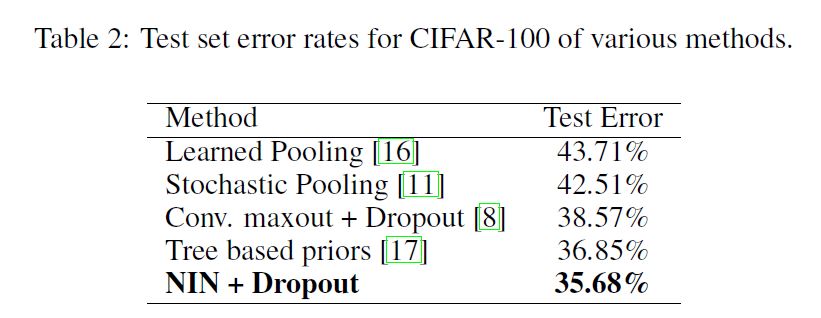 Table 2: Test set error rates for CIFAR-100 of various methods.
Method Test Error
Learned Pooling [16] 43.71%
Stochastic Pooling [11] 42.51%
Conv. maxout + Dropout [8] 38.57%
Tree based priors [17] 36.85%
NIN + Dropout 35.68%